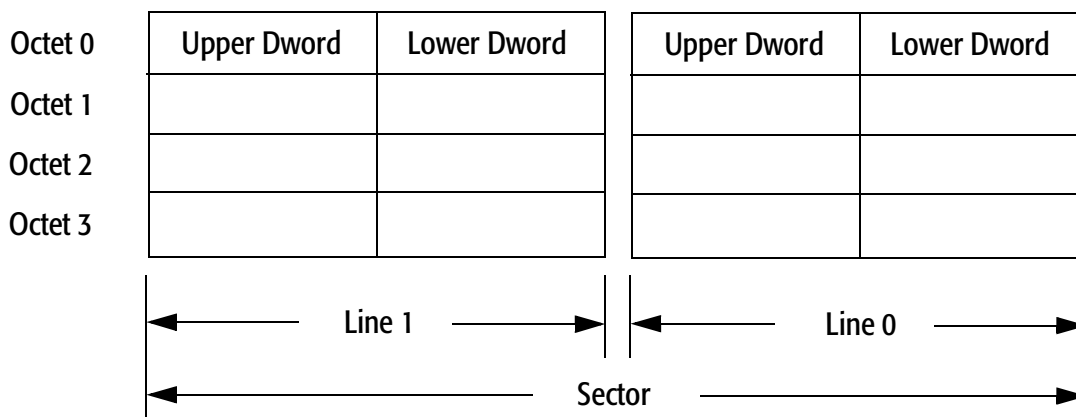 Octet 0 Upper Dword Lower Dword Upper Dword Lower Dword
Octet 1
Octet 2
Octet 3
Line 1 Line 0
Sector